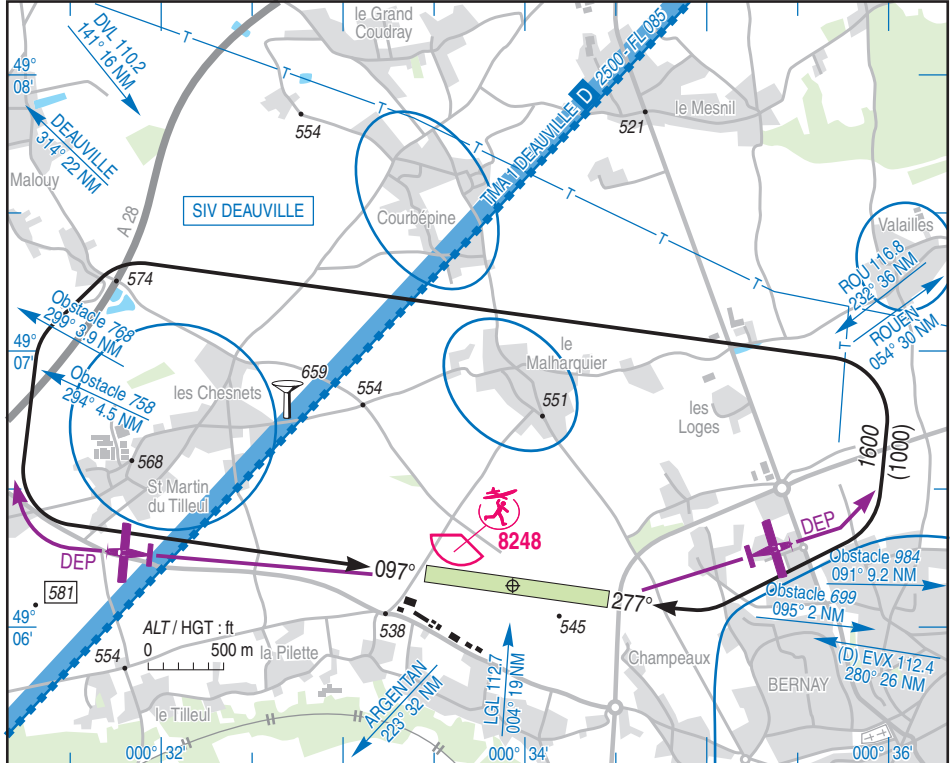 le Grand
Coudray
DVL 110.2
141° 16 NM
49°
08'
DEAUVILLE
314° 22 NM
Malouy
A 28
SIV DEAUVILLE
554
TMA 1 DEAUVILLE D 2500 - FL 085
T
T
T
T
T
T
T
521
le Mesnil
Courbépine
Valailles
ROU 116.8
232° 36 NM
ROUEN
054° 30 NM
574
Obstacle 768
299° 3.9 NM
49°
07'
Obstacle 758
294° 4.5 NM
les Chesnets
659
554
le
Malharquier
551
les
Loges
1600
(1000)
568
St Martin
du Tilleul
8248
DEP
DEP
097°
277°
Obstacle 984
091° 9.2 NM
Obstacle 699
095° 2 NM
(D) EVX 112.4
280° 26 NM
581
49°
06'
ALT / HGT : ft
0 500 m
538
545
554
la Pilette
Champeaux
BERNAY
le Tilleul
ARGENTAN
223° 32 NM
LGL 112.7
004° 19 NM
000° 32
000° 34'
000° 36'